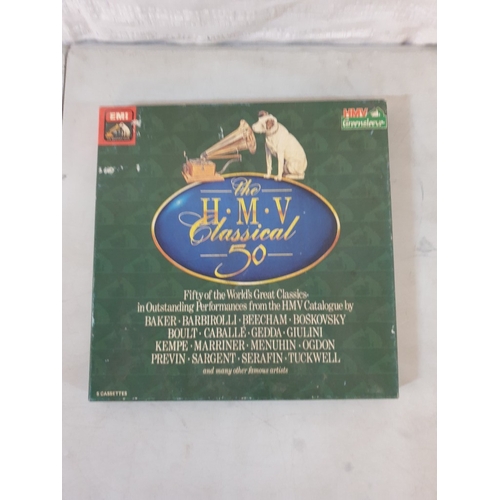 EMI
HMV
Greensleeve
The
H·M·V
Classical
50
Fifty of the World's Great Classics
in Outstanding Performances from the HMV Catalogue by
BAKER · BARBIROLLI · BEECHAM · BOSKOVSKY
BOULT · CABALLÉ · GEDDA · GIULINI
KEMPE · MARRINER · MENUHIN · OGDON
PREVIN · SARGENT · SERAFIN · TUCKWELL
and many other famous artists
CASSETTES